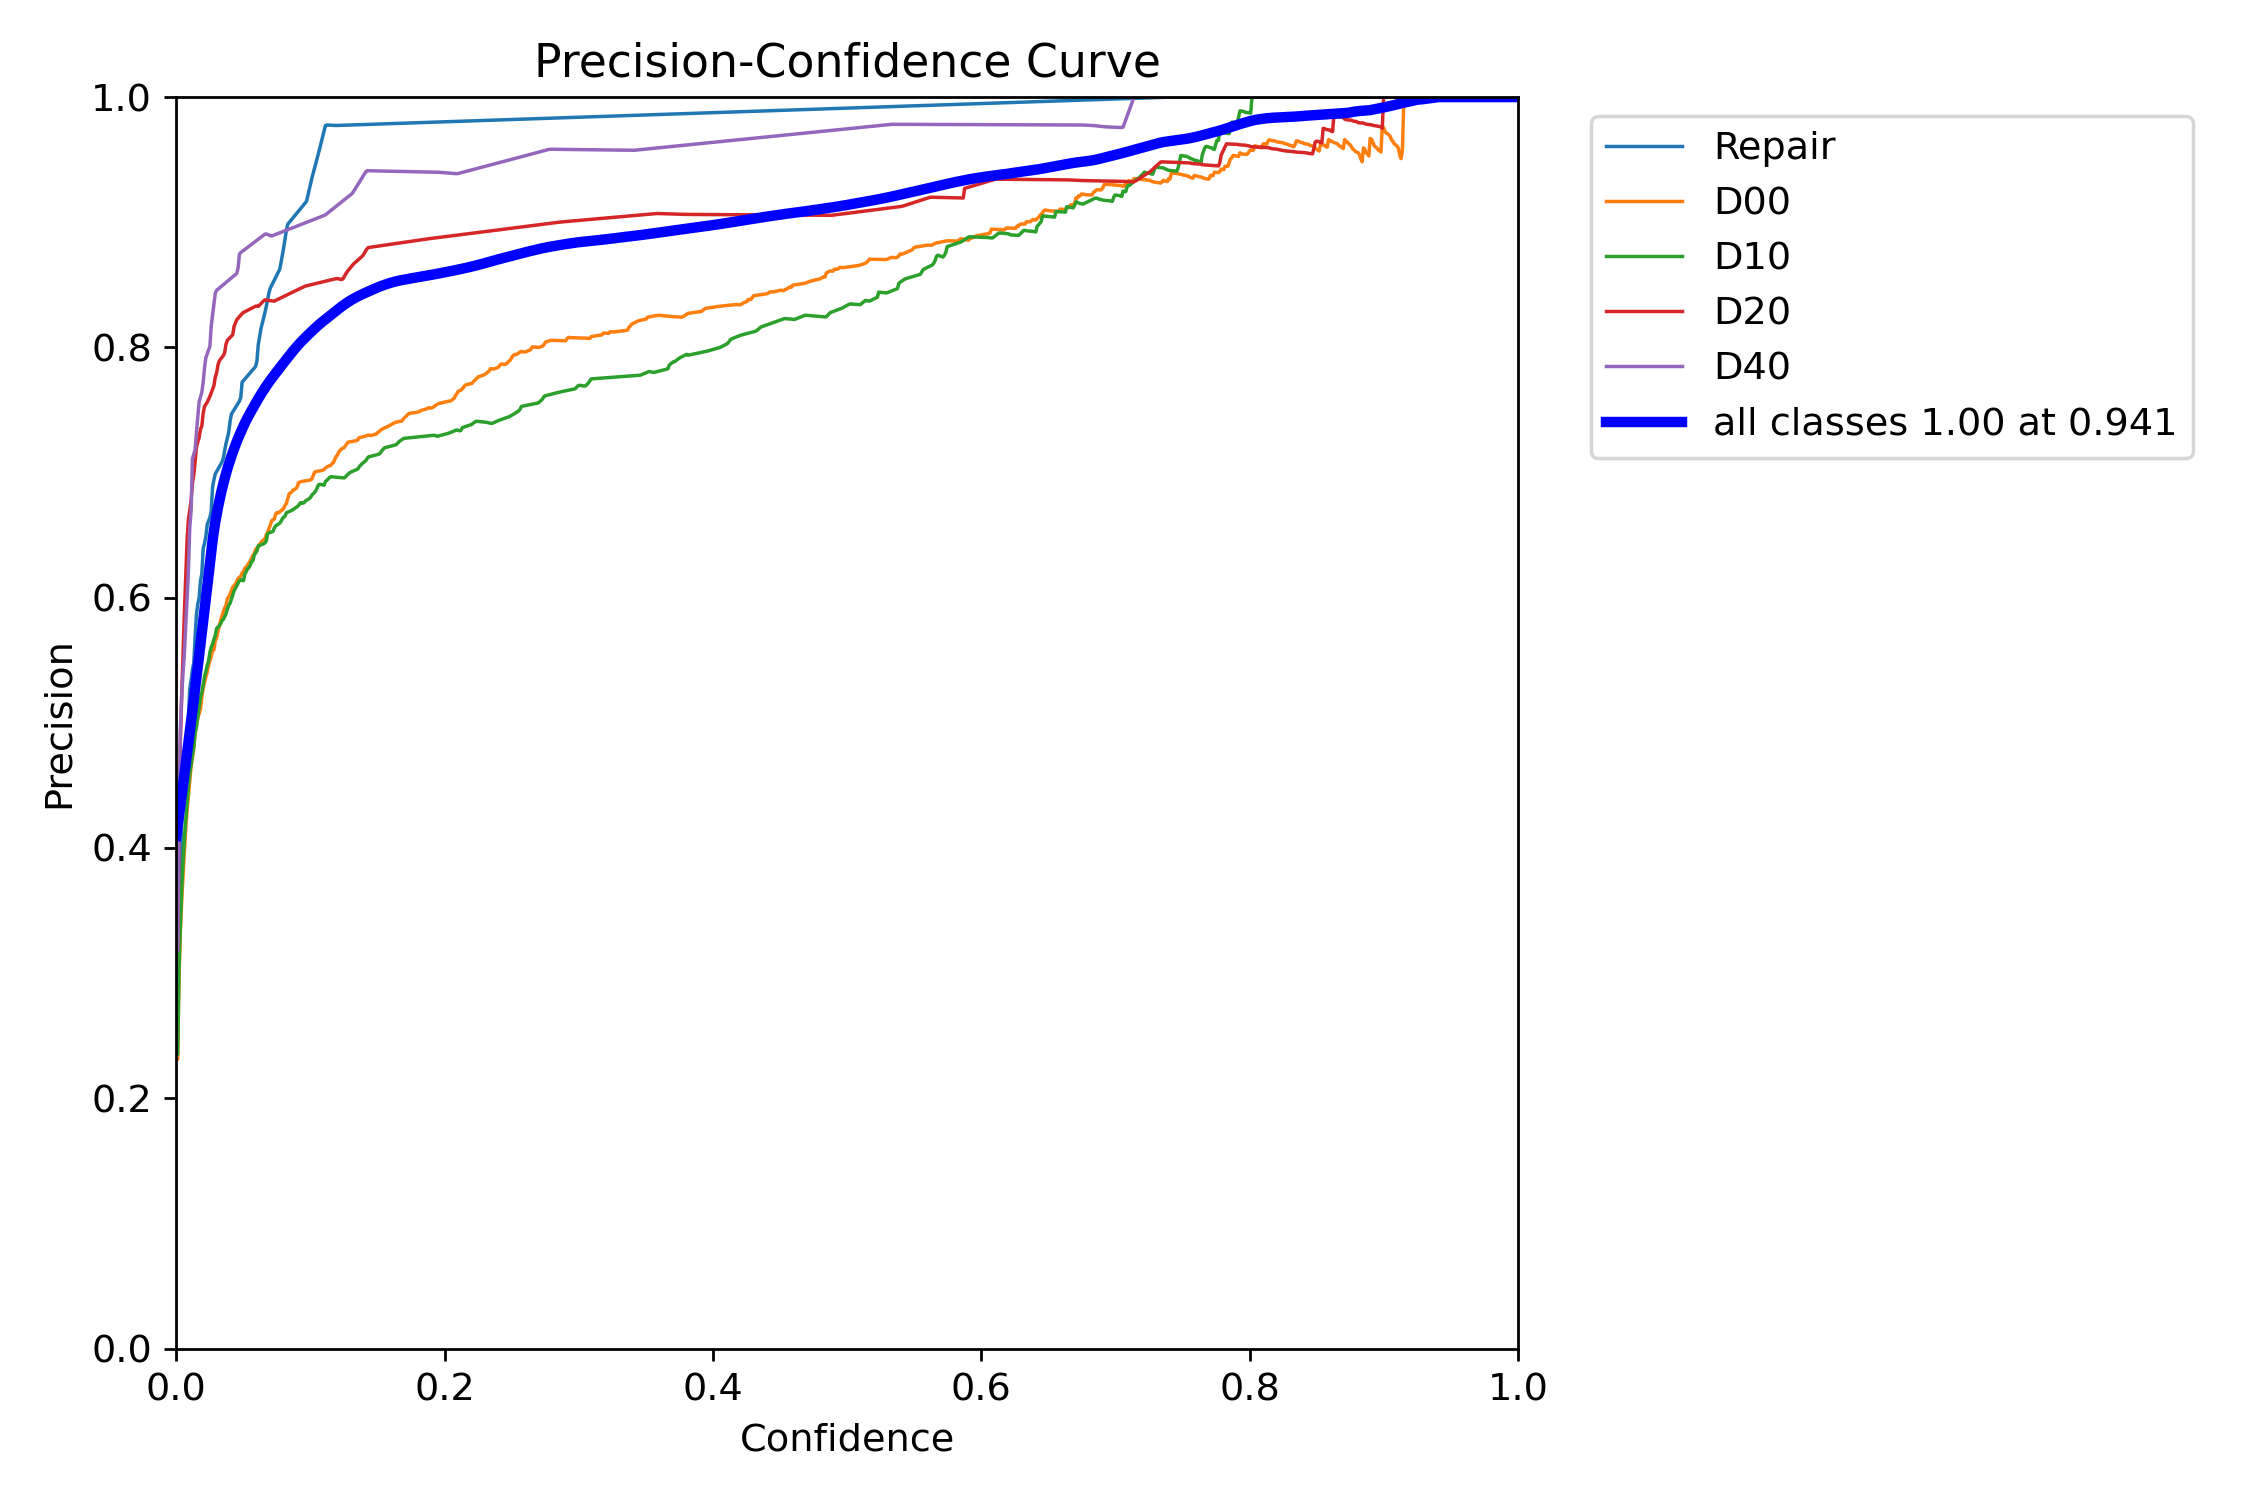 Precision-Confidence Curve
1.0
0.8
0.6
0.4
0.2
0.0
Precision
0.0 0.2 0.4 0.6 0.8 1.0
Confidence
Repair
D00
D10
D20
D40
all classes 1.00 at 0.941